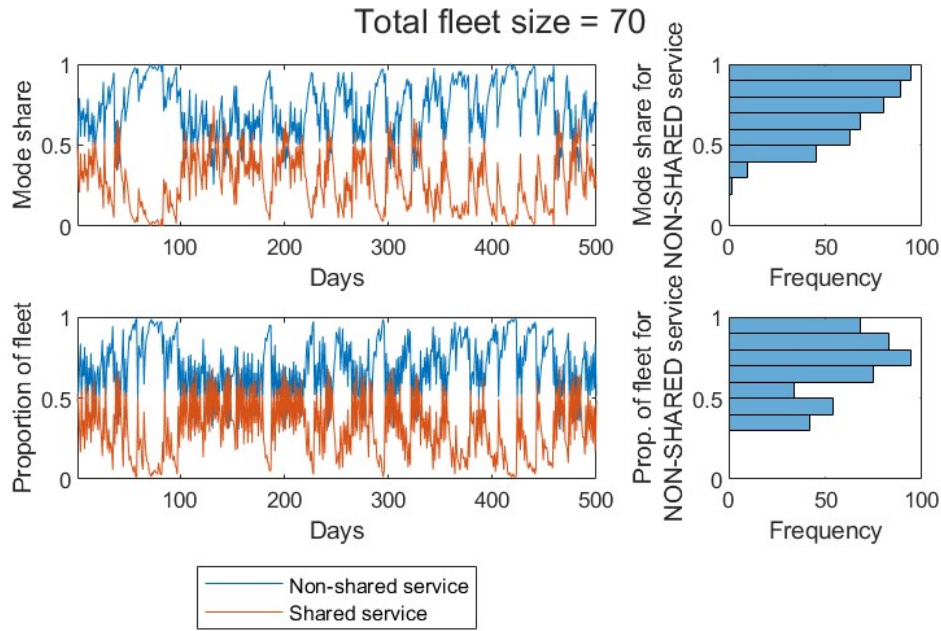 Total fleet size = 70
Mode share
1
0.5
0
100
200
300
400
500
Days
Mode share for
NON-SHARED service
1
0.5
0
0
50
100
Frequency
Proportion of fleet
1
0.5
0
100
200
300
400
500
Days
Prop. of fleet for
NON-SHARED service
1
0.5
0
0
50
100
Frequency
Non-shared service
Shared service